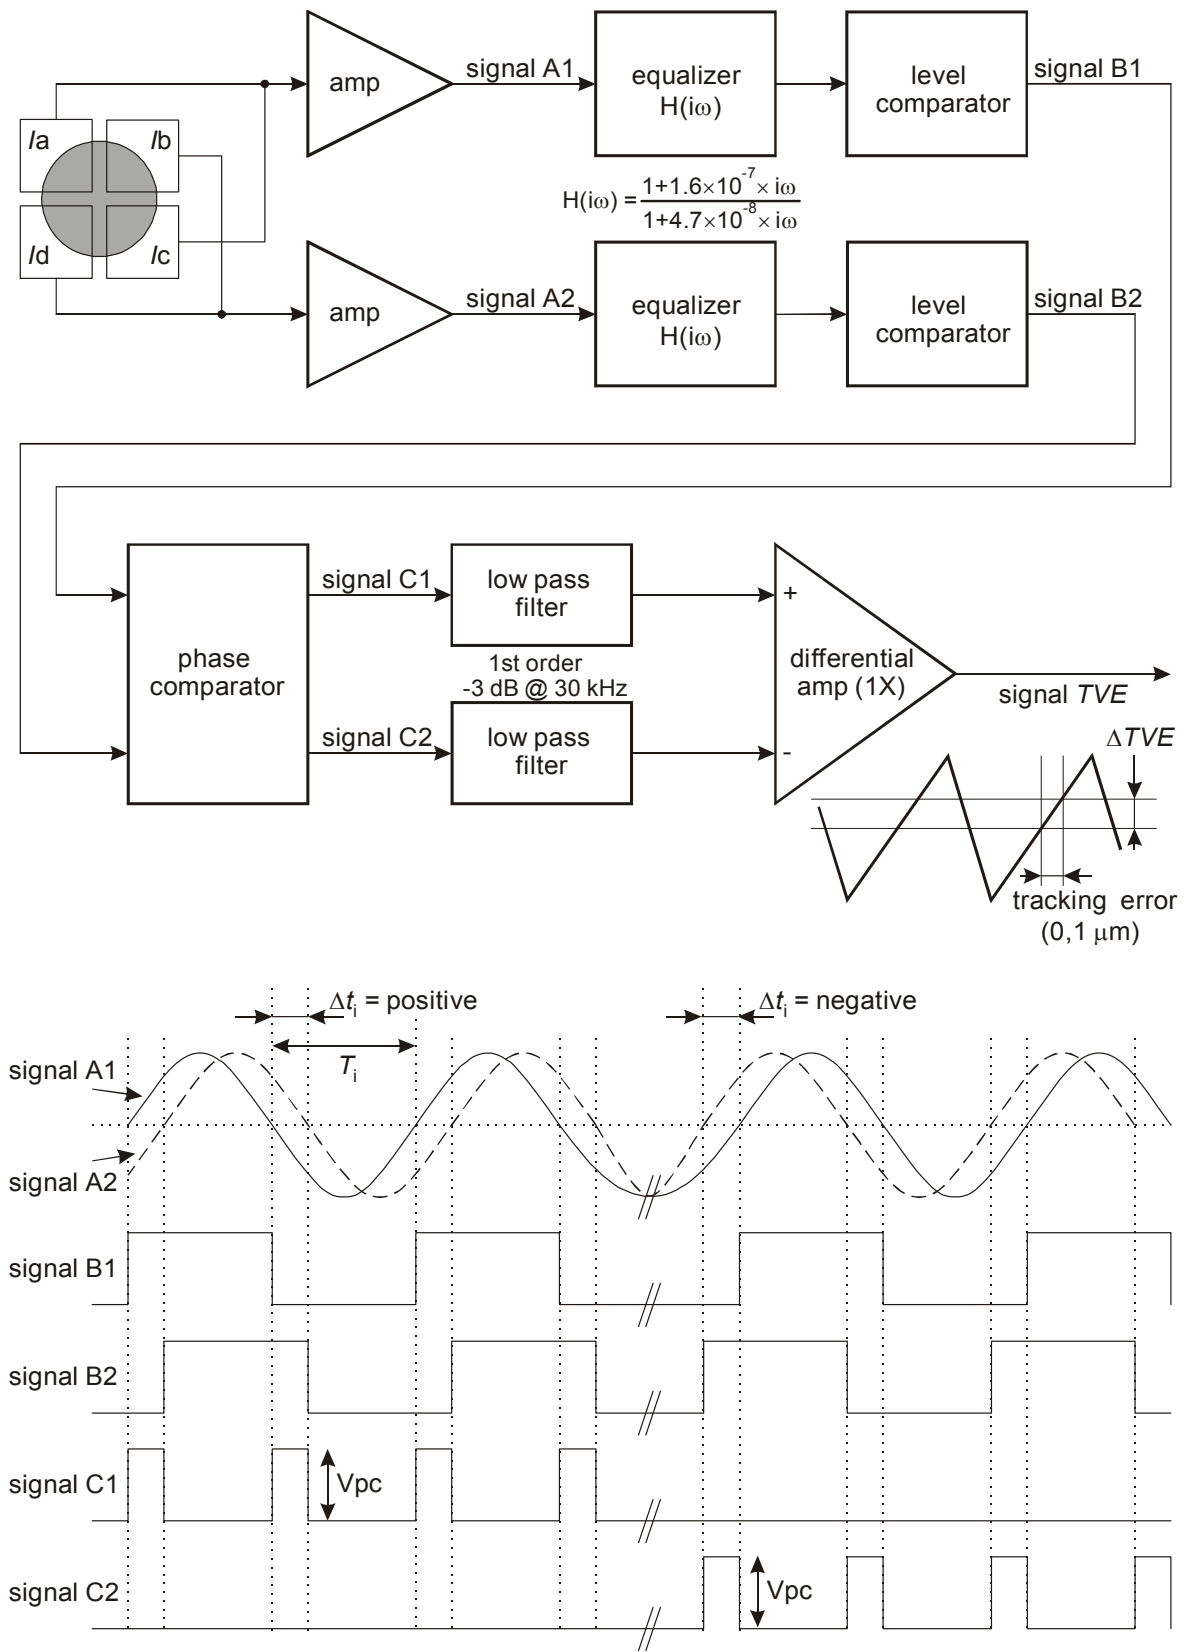 amp
signal A1
equalizer
H(iω)
level
comparator
signal B1
Ia
Ib
Id
Ic
H(iω) = 1+1.6×10-7× iω
1+4.7×10-8× iω
amp
signal A2
equalizer
H(iω)
level
comparator
signal B2
phase
comparator
signal C1
low pass
filter
1st order
-3 dB @ 30 kHz
signal C2
low pass
filter
+
differential
amp (1X)
-
signal TVE
ΔTVE
tracking error
(0,1 μm)
Δti = positive
Δti = negative
Ti
signal A1
signal A2
signal B1
signal B2
signal C1
Vpc
signal C2
Vpc